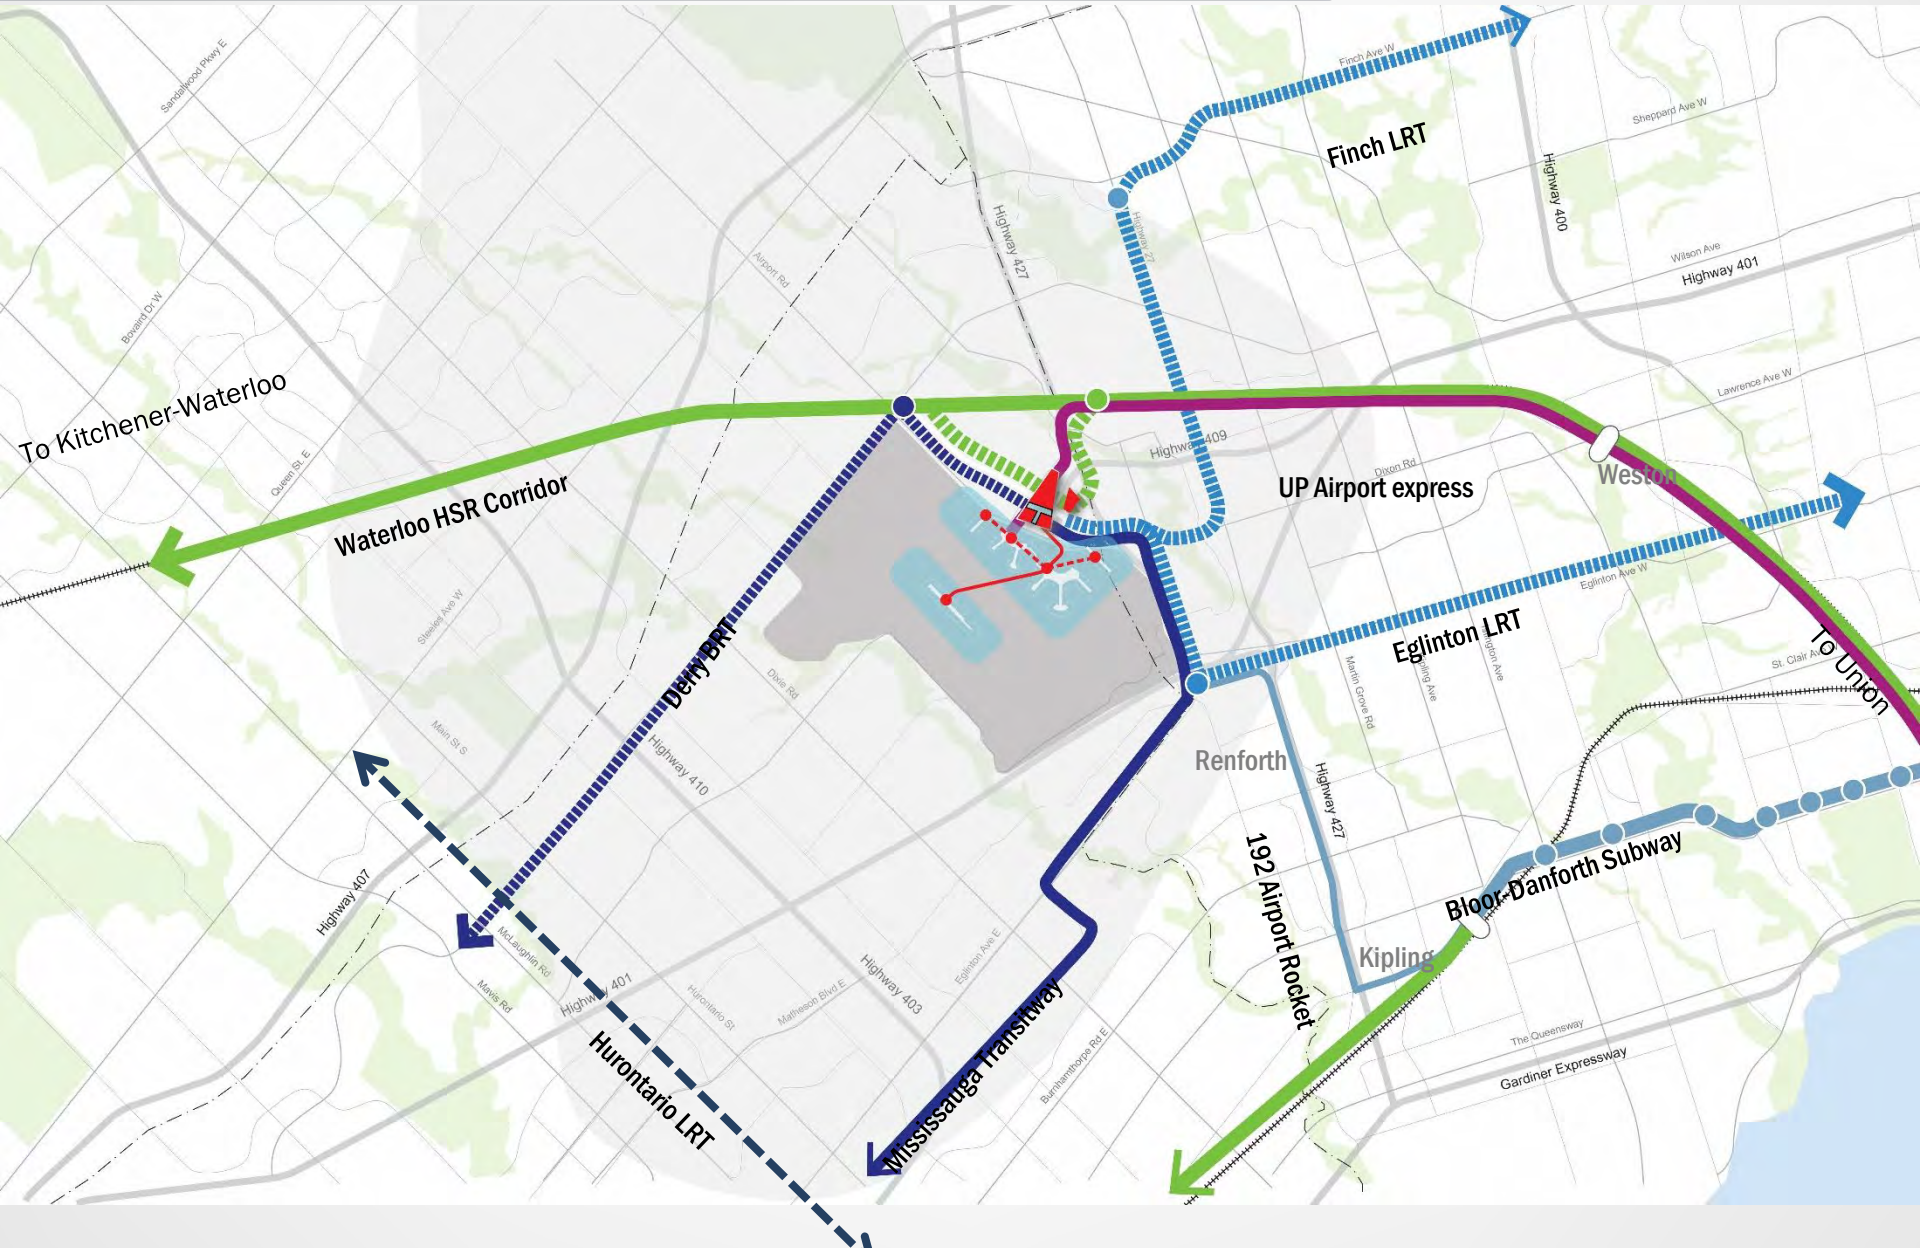 Sandalwood Pkwy E
Finch Ave W
Sheppard Ave W
Finch LRT
Highway 400
Highway 427
Highway 27
Airport Rd
Wilson Ave
Highway 401
Bovaird Dr W
To Kitchener-Waterloo
Lawrence Ave W
Highway 409
Dixon Rd
Weston
Queen St. E
UP Airport express
Waterloo HSR Corridor
Eglinton Ave W
Steeles Ave W
Eglinton LRT
Derry BRT
Dixie Rd
Martin Grove Rd
St. Clair Ave
To Union
Main St S
Highway 410
Renforth
Highway 427
192 Airport Rocket
Bloor-Danforth Subway
Highway 407
McLaughlin Rd
Mavis Rd
Highway 401
Hurontario St
Matheson Blvd E
Highway 403
Eglinton Ave E
Kipling
Hurontario LRT
Mississauga Transitway
Burnhamthorpe Rd E
The Queensway
Gardiner Expressway